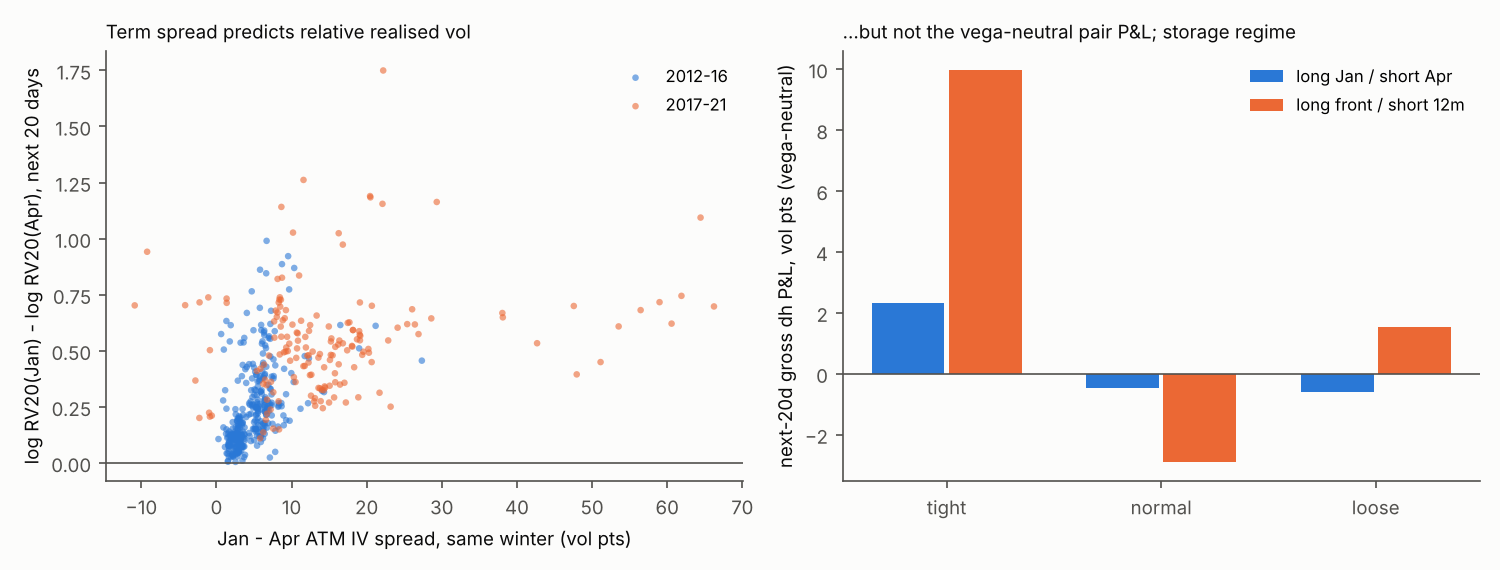 Term spread predicts relative realised vol
2012-16
2017-21
log RV20(Jan) - log RV20(Apr), next 20 days
1.75
1.50
1.25
1.00
0.75
0.50
0.25
0.00
−10
0
10
20
30
40
50
60
70
Jan - Apr ATM IV spread, same winter (vol pts)
...but not the vega-neutral pair P&L; storage regime
long Jan / short Apr
long front / short 12m
next-20d gross dh P&L, vol pts (vega-neutral)
10
8
6
4
2
0
−2
tight
normal
loose